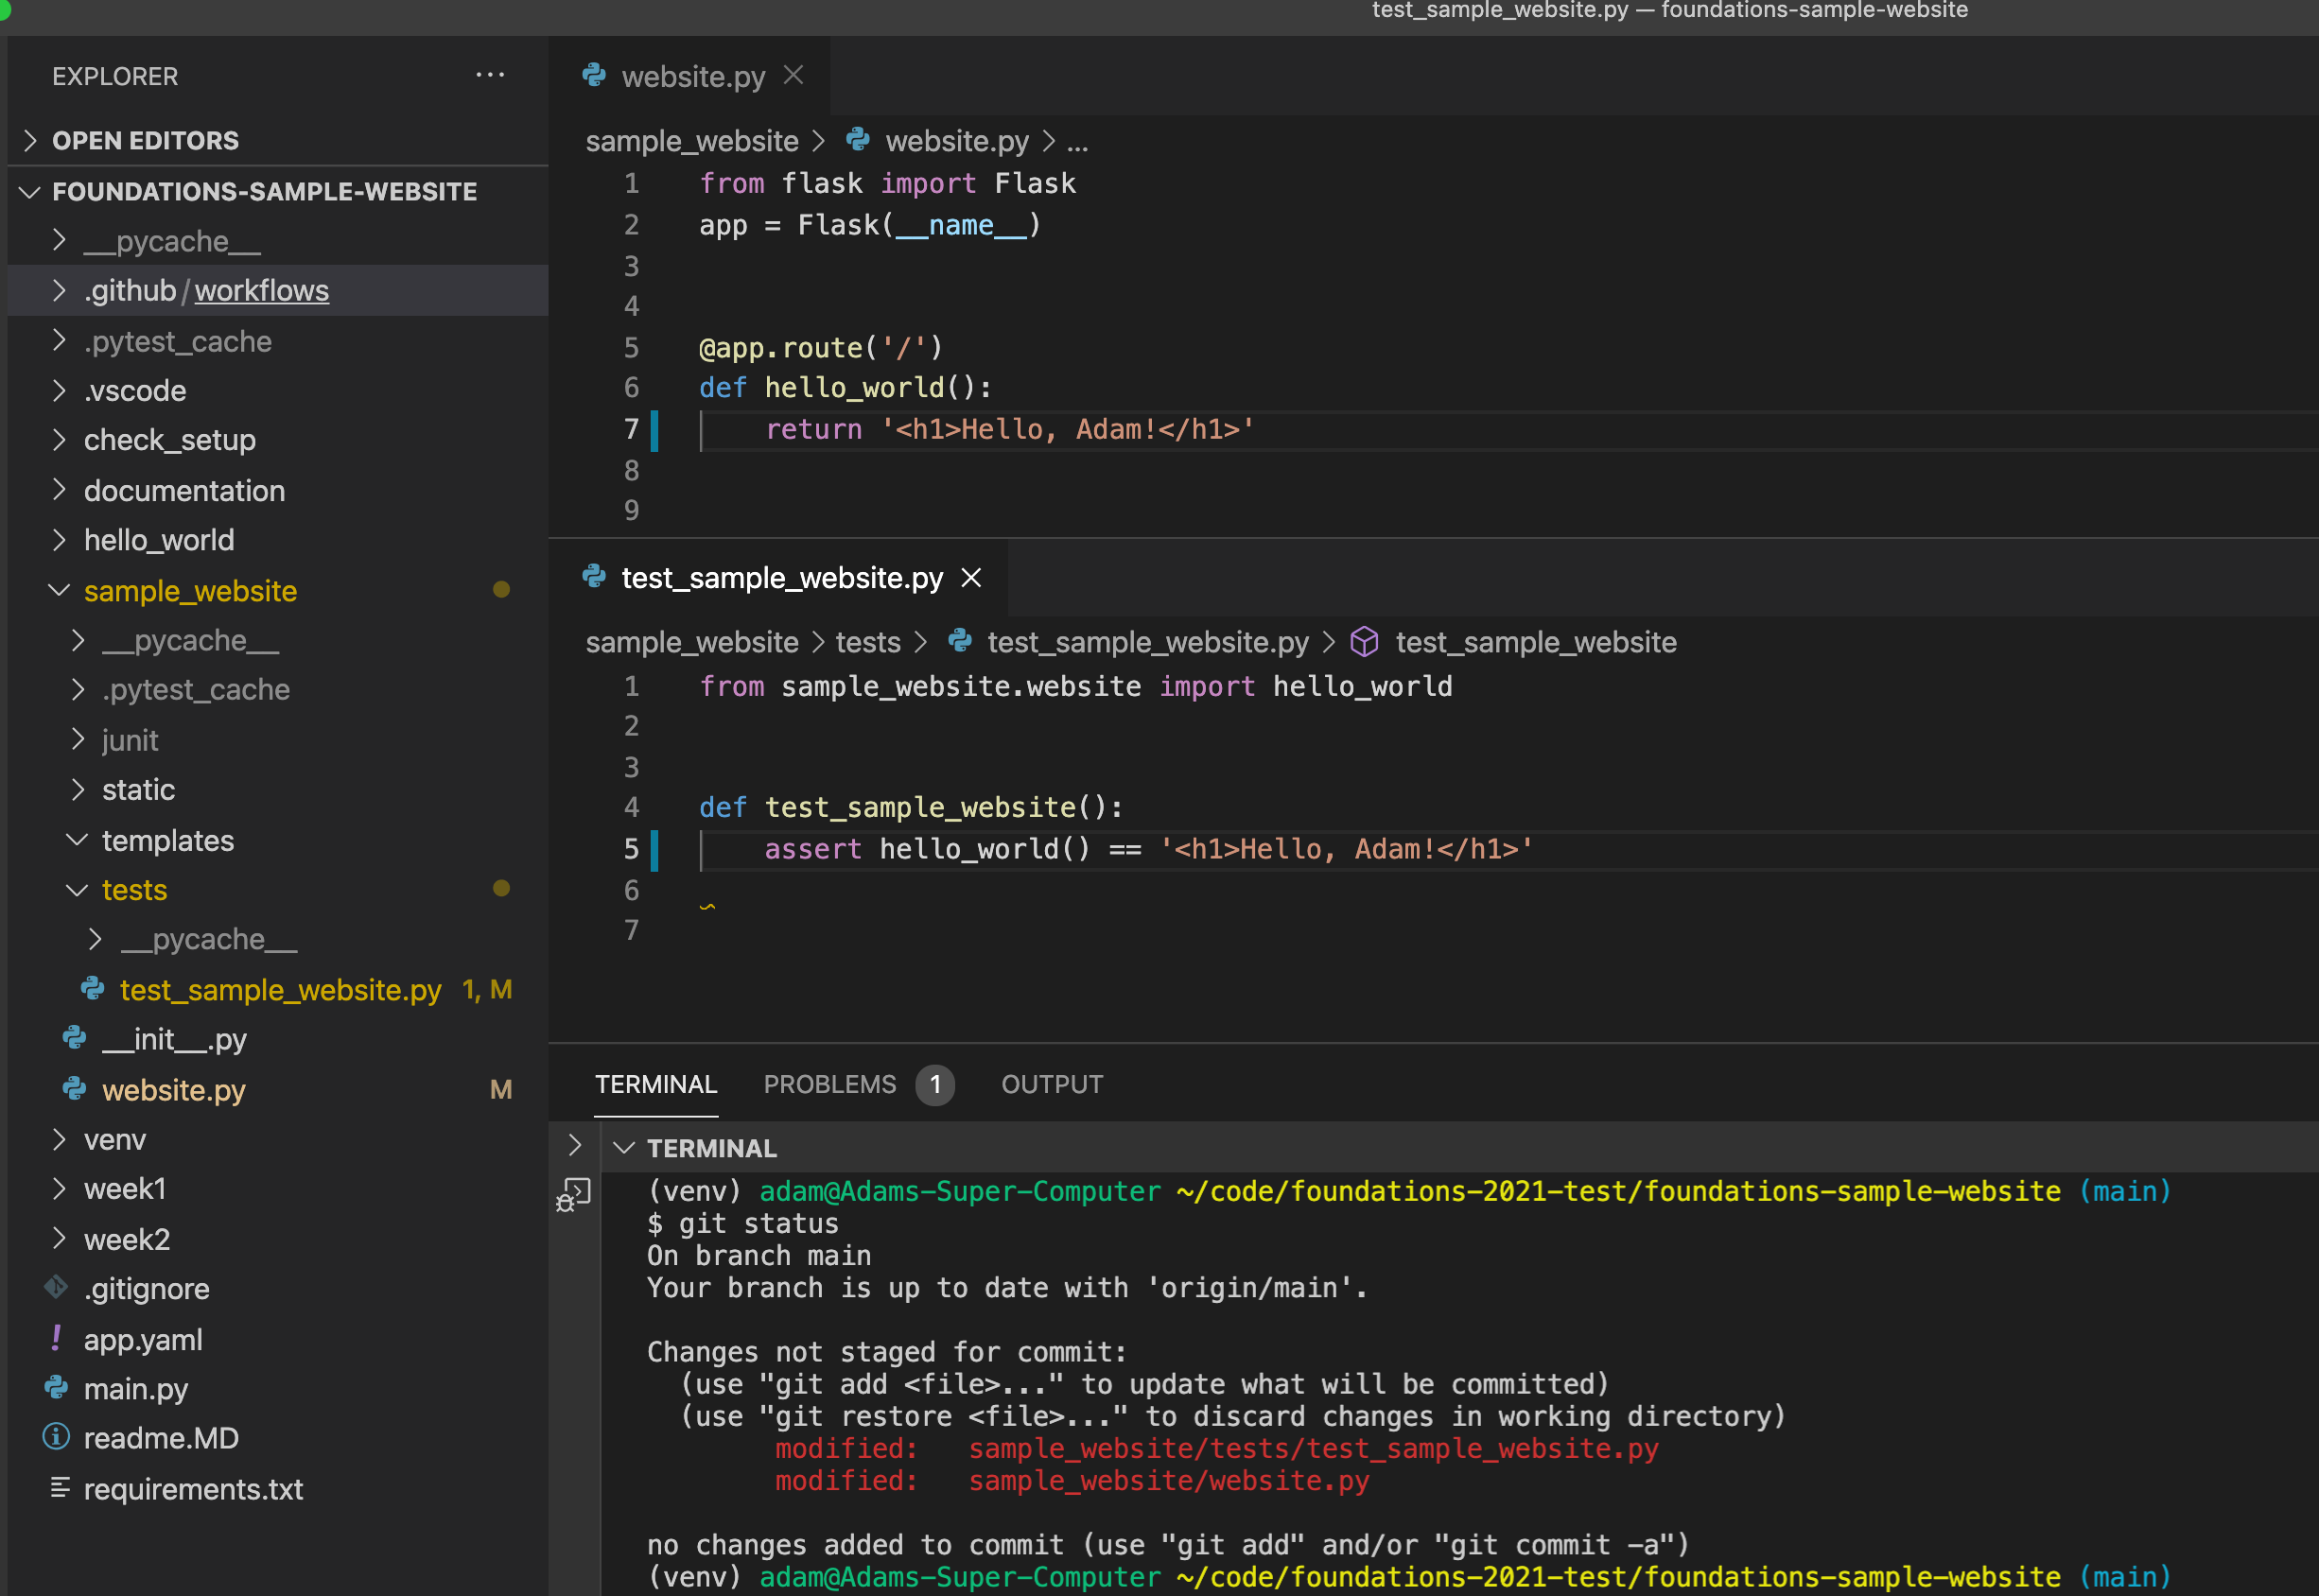 test_sample_website.py — foundations-sample-website
EXPLORER
OPEN EDITORS
FOUNDATIONS-SAMPLE-WEBSITE
__pycache__
.github/workflows
.pytest_cache
.vscode
check_setup
documentation
hello_world
sample_website
__pycache__
.pytest_cache
junit
static
templates
tests
__pycache__
test_sample_website.py 1, M
__init__.py
website.py M
venv
week1
week2
.gitignore
! app.yaml
main.py
readme.MD
requirements.txt
website.py
sample_website > website.py > ...
1 from flask import Flask
2 app = Flask(__name__)
3
4
5 @app.route('/')
6 def hello_world():
7     return '<h1>Hello, Adam!</h1>'
8
9
test_sample_website.py
sample_website > tests > test_sample_website.py > test_sample_website
1 from sample_website.website import hello_world
2
3
4 def test_sample_website():
5     assert hello_world() == '<h1>Hello, Adam!</h1>'
6
7
TERMINAL PROBLEMS 1 OUTPUT
TERMINAL
(venv) adam@Adams-Super-Computer ~/code/foundations-2021-test/foundations-sample-website (main)
$ git status
On branch main
Your branch is up to date with 'origin/main'.
Changes not staged for commit:
  (use "git add <file>..." to update what will be committed)
  (use "git restore <file>..." to discard changes in working directory)
        modified:   sample_website/tests/test_sample_website.py
        modified:   sample_website/website.py
no changes added to commit (use "git add" and/or "git commit -a")
(venv) adam@Adams-Super-Computer ~/code/foundations-2021-test/foundations-sample-website (main)